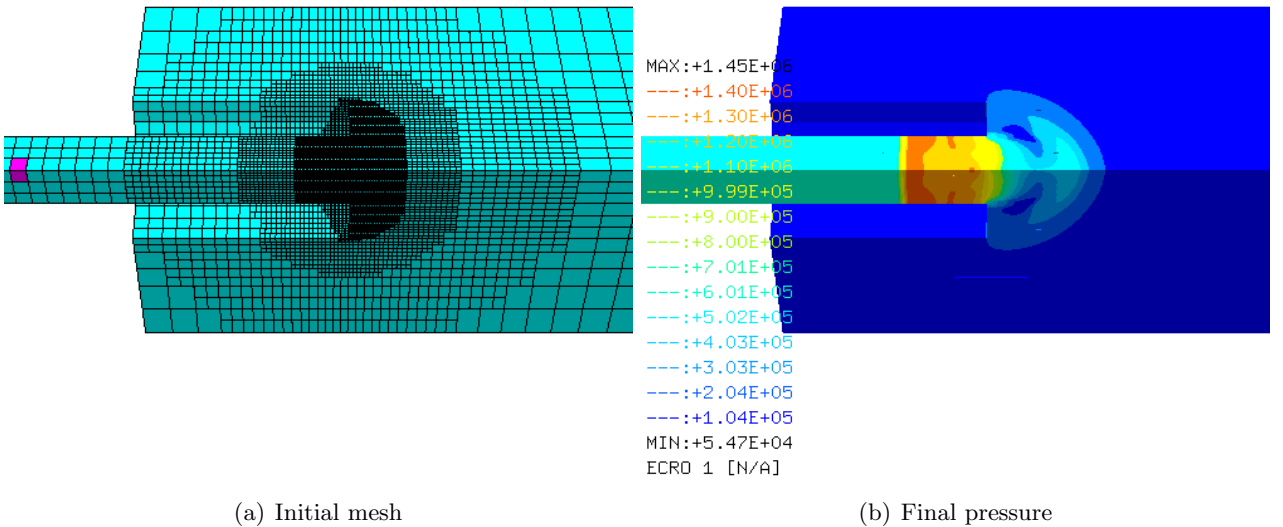 MAX:+1.45E+06
---:+1.40E+06
---:+1.30E+06
---:+1.20E+06
---:+1.10E+06
---:+9.99E+05
---:+9.00E+05
---:+8.00E+05
---:+7.01E+05
---:+6.01E+05
---:+5.02E+05
---:+4.03E+05
---:+3.03E+05
---:+2.04E+05
---:+1.04E+05
MIN:+5.47E+04
ECRO 1 [N/A]
(a) Initial mesh
(b) Final pressure